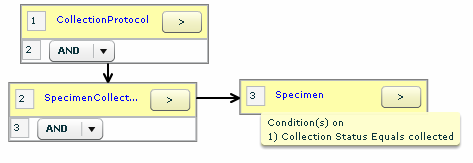 1 CollectionProtocol >
2 AND
2 SpecimenCollect... >
3 AND
3 Specimen >
Condition(s) on
1) Collection Status Equals collected